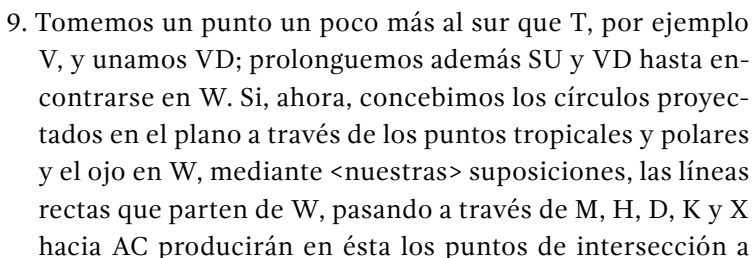 9. Tomemos un punto un poco más al sur que T, por ejemplo
V, y unamos VD; prolonguemos además SU y VD hasta en-
contrarse en W. Si, ahora, concebimos los círculos proyec-
tados en el plano a través de los puntos tropicales y polares
y el ojo en W, mediante <nuestras> suposiciones, las líneas
rectas que parten de W, pasando a través de M, H, D, K y X
hacia AC producirán en ésta los puntos de intersección a